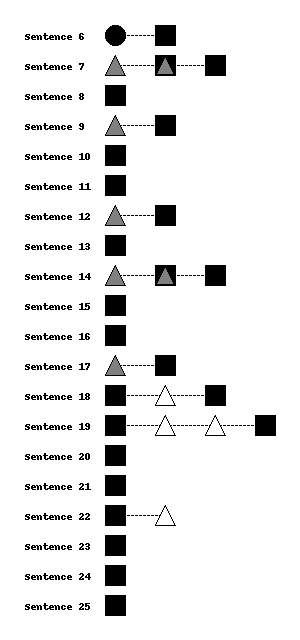 Sentence 6
Sentence 7
Sentence 8
Sentence 9
Sentence 10
Sentence 11
Sentence 12
Sentence 13
Sentence 14
Sentence 15
Sentence 16
Sentence 17
Sentence 18
Sentence 19
Sentence 20
Sentence 21
Sentence 22
Sentence 23
Sentence 24
Sentence 25